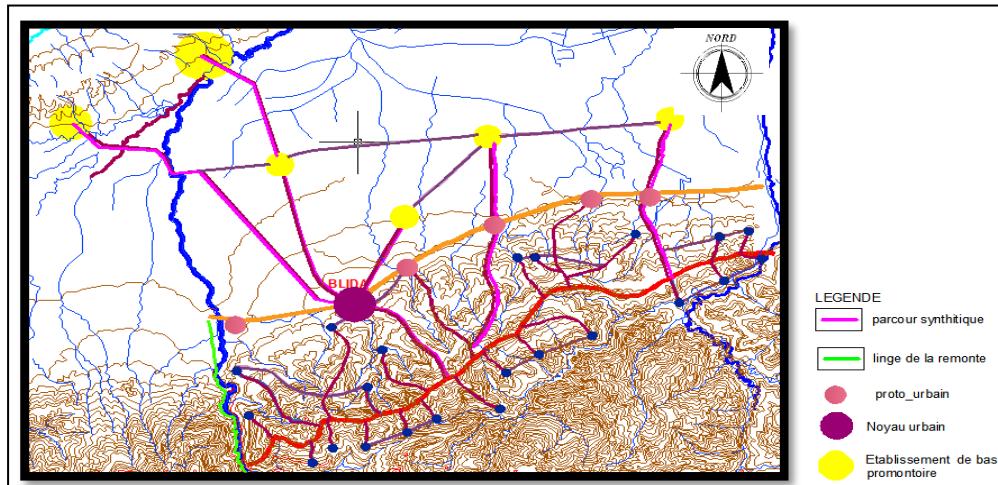 NORD
BLIDA
LEGENDE
parcour synthitique
linge de la remonte
proto_urbain
Noyau urbain
Etablissement de bas
promontoire